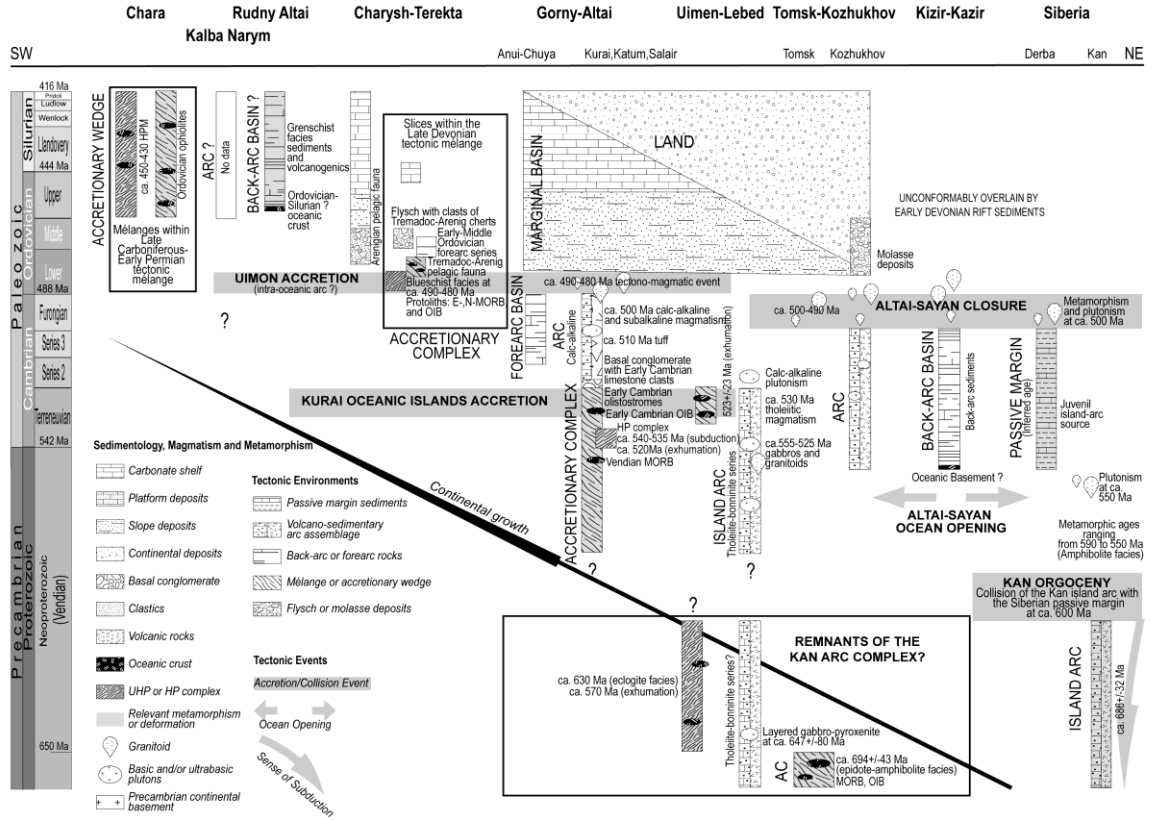 Chara
Rudny Altai
Charysh-Terekta
Gorny-Altai
Uimen-Lebed
Tomsk-Kozhukhov
Kizir-Kazir
Siberia
Kalba Narym
SW
Anui-Chuya
Kurai,Katum,Salair
Tomsk
Kozhukhov
Derba
Kan
NE
416 Ma
Pridoli
Ludlow
Wenlock
Llandovery
444 Ma
Upper
Middle
Lower
488 Ma
Furongian
Series 3
Series 2
Terreneuvian
542 Ma
650 Ma
Silurian
Ordovician
Cambrian
Paleozoic
Neoproterozoic
(Vendian)
Proterozoic
Precambrian
ACCRETIONARY WEDGE
ca. 450-430 HPM
Ordovician ophiolites
Mélanges within
Late
Carboniferous-
Early Permian
tectonic
mélange
ARC ?
No data
BACK-ARC BASIN ?
Grenschist
facies
sediments
and
volcanogenics
Ordovician-
Silurian ?
oceanic
crust
Arenigian pelagic fauna
Slices within the
Late Devonian
tectonic mélange
Flysch with clasts of
Tremadoc-Arenig cherts
Early-Middle
Ordovician
forearc series
Tremadoc-Arenig
pelagic fauna
Blueschist facies at
ca. 490-480 Ma
Protoliths: E-,N-MORB
and OIB
ACCRETIONARY
COMPLEX
UIMON ACCRETION
(intra-oceanic arc ?)
?
MARGINAL BASIN
LAND
ca. 490-480 Ma tectono-magmatic event
FOREARC BASIN
ARC
Calc-alkaline
ca. 500 Ma calc-alkaline
and subalkaline magmatism
ca. 510 Ma tuff
Basal conglomerate
with Early Cambrian
limestone clasts
KURAI OCEANIC ISLANDS ACCRETION
Early Cambrian
olistostromes
Early Cambrian OIB
HP complex
ca. 540-535 Ma (subduction)
ca. 520Ma (exhumation)
Vendian MORB
ACCRETIONARY COMPLEX
?
523+/-23 Ma (exhumation)
Calc-alkaline
plutonism
ca. 530 Ma
tholeiitic
magmatism
ca.555-525 Ma
gabbros and
granitoids
ISLAND ARC
Tholeiite-boninite series
?
Molasse
deposits
UNCONFORMABLY OVERLAIN BY
EARLY DEVONIAN RIFT SEDIMENTS
ca. 500-490 Ma
ALTAI-SAYAN CLOSURE
Metamorphism
and plutonism
at ca. 500 Ma
ARC
BACK-ARC BASIN
Back-arc sediments
Oceanic Basement ?
PASSIVE MARGIN
(Inferred age)
Juvenil
island-arc
source
ALTAI-SAYAN
OCEAN OPENING
Plutonism
at ca.
550 Ma
Metamorphic ages
ranging
from 590 to 550 Ma
(Amphibolite facies)
KAN ORGOCENY
Collision of the Kan island arc with
the Siberian passive margin
at ca. 600 Ma
ISLAND ARC
ca. 686+/-32 Ma
Continental growth
?
REMNANTS OF THE
KAN ARC COMPLEX?
ca. 630 Ma (eclogite facies)
ca. 570 Ma (exhumation)
Tholeiite-bonninite series?
Layered gabbro-pyroxenite
at ca. 647+/-80 Ma
AC
ca. 694+/-43 Ma
(epidote-amphibolite facies)
MORB, OIB
Sedimentology, Magmatism and Metamorphism
Carbonate shelf
Platform deposits
Slope deposits
Continental deposits
Basal conglomerate
Clastics
Volcanic rocks
Oceanic crust
UHP or HP complex
Relevant metamorphism
or deformation
Granitoid
Basic and/or ultrabasic
plutons
Precambrian continental
basement
Tectonic Environments
Passive margin sediments
Volcano-sedimentary
arc assemblage
Back-arc or forearc rocks
Mélange or accretionary wedge
Flysch or molasse deposits
Tectonic Events
Accretion/Collision Event
Ocean Opening
Sense of Subduction